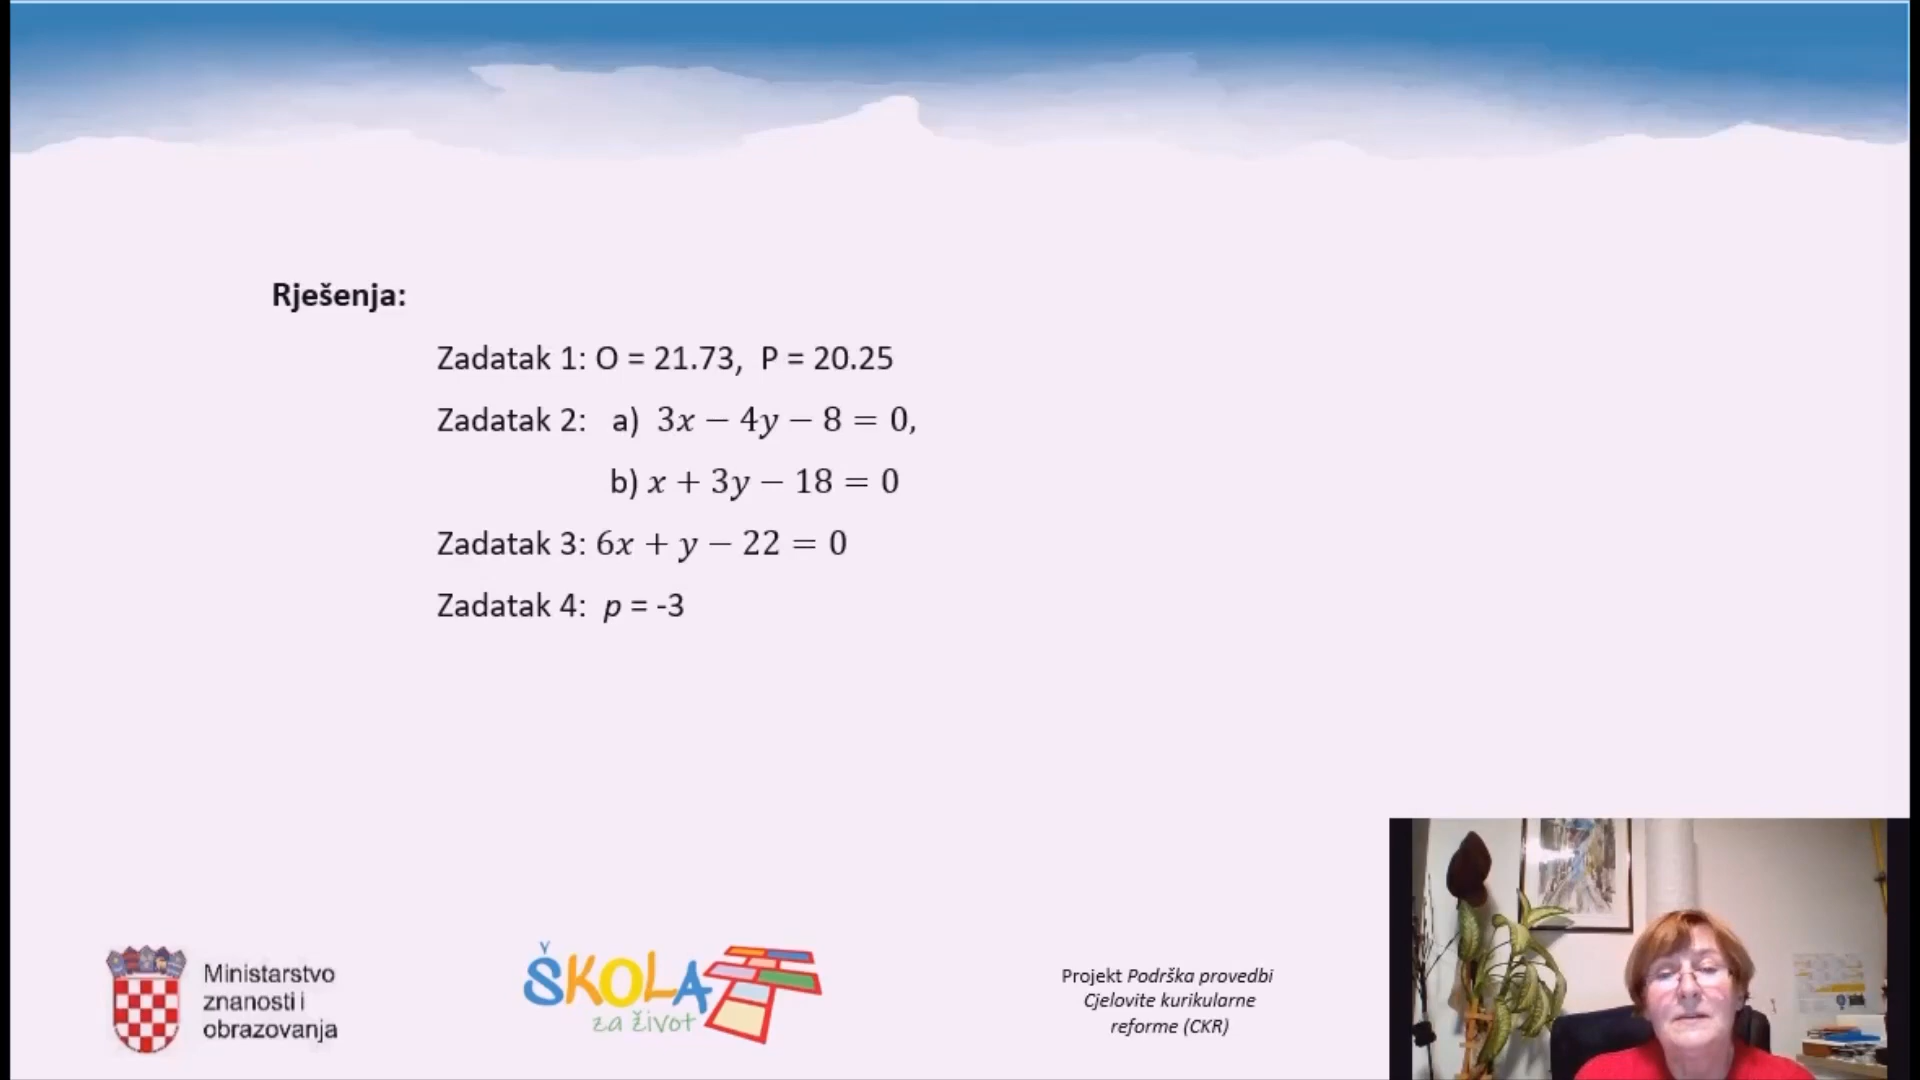 Rješenja:
Zadatak 1: O = 21.73, P = 20.25
Zadatak 2: a) 3x − 4y − 8 = 0,
b) x + 3y − 18 = 0
Zadatak 3: 6x + y − 22 = 0
Zadatak 4: p = -3
Ministarstvo
znanosti i
obrazovanja
ŠKOLA
za život
Projekt Podrška provedbi
Cjelovite kurikularne
reforme (CKR)